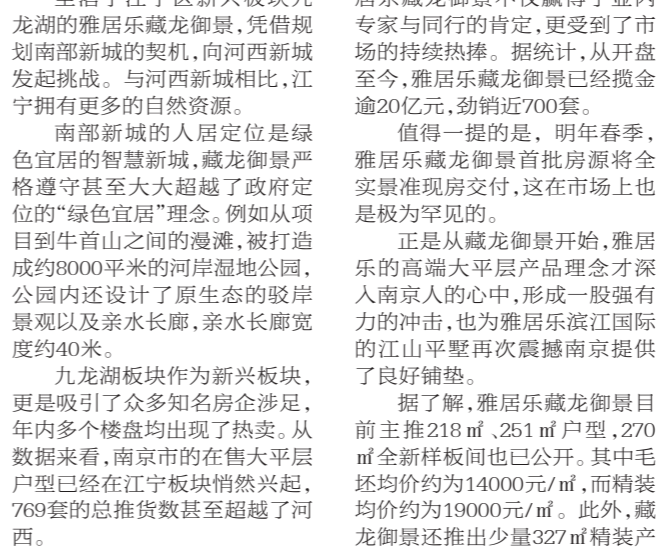 龙湖的雅居乐藏龙御景,凭借规
划南部新城的契机,向河西新城
发起挑战。与河西新城相比,江
宁拥有更多的自然资源。
南部新城的人居定位是绿
色宜居的智慧新城,藏龙御景严
格遵守甚至大大超越了政府定
位的“绿色宜居”理念。例如从项
目到牛首山之间的漫滩,被打造
成约8000平米的河岸湿地公园,
公园内还设计了原生态的驳岸
景观以及亲水长廊,亲水长廊宽
度约40米。
九龙湖板块作为新兴板块,
更是吸引了众多知名房企涉足,
年内多个楼盘均出现了热卖。从
数据来看,南京市的在售大平层
户型已经在江宁板块悄然兴起,
769套的总推货数甚至超越了河
西。
专家与同行的肯定,更受到了市
场的持续热捧。据统计,从开盘
至今,雅居乐藏龙御景已经揽金
逾20亿元,劲销近700套。
值得一提的是,明年春季,
雅居乐藏龙御景首批房源将全
实景准现房交付,这在市场上也
是极为罕见的。
正是从藏龙御景开始,雅居
乐的高端大平层产品理念才深
入南京人的心中,形成一股强有
力的冲击,也为雅居乐滨江国际
的江山平墅再次震撼南京提供
了良好铺垫。
据了解,雅居乐藏龙御景目
前主推218㎡、251㎡户型,270
㎡全新样板间也已公开。其中毛
坯均价约为14000元/㎡,而精装
均价约为19000元/㎡。此外,藏
龙御景还推出少量327㎡精装产